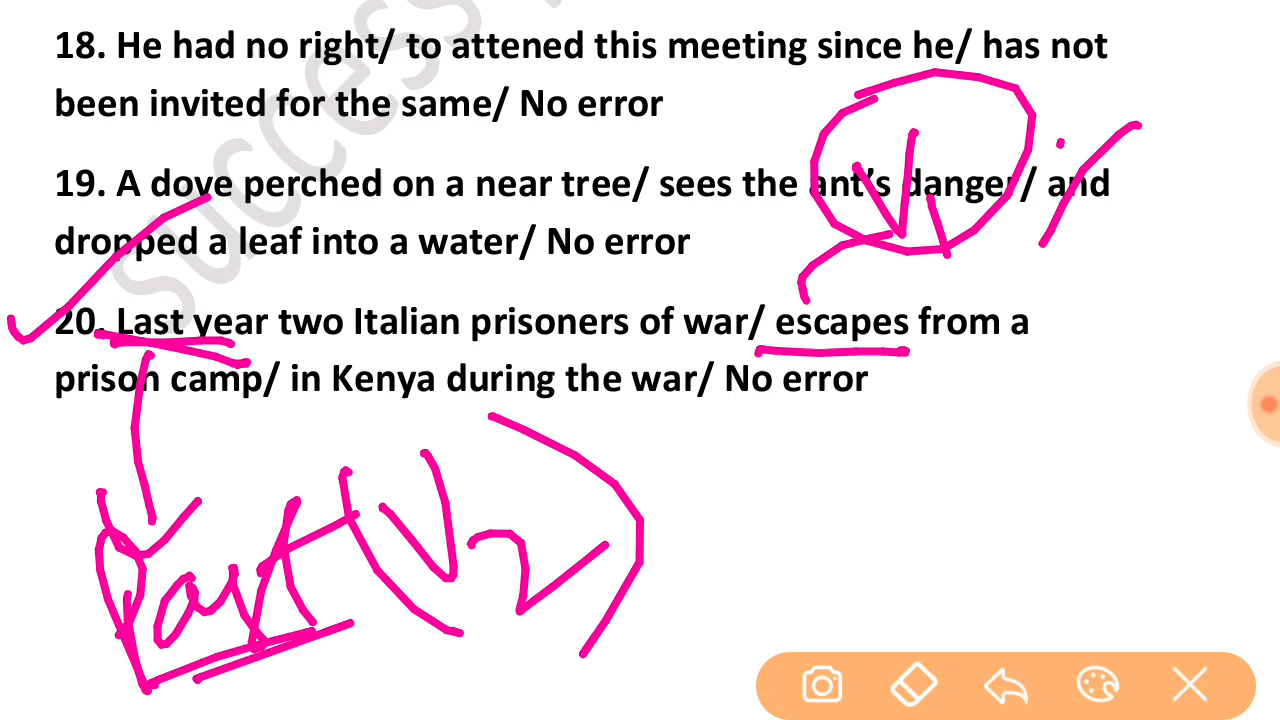 18. He had no right/ to attened this meeting since he/ has not
been invited for the same/ No error
19. A dove perched on a near tree/ sees the ant's danger/ and
dropped a leaf into a water/ No error
20. Last year two Italian prisoners of war/ escapes from a
prison camp/ in Kenya during the war/ No error
V1
Past (V2)
success